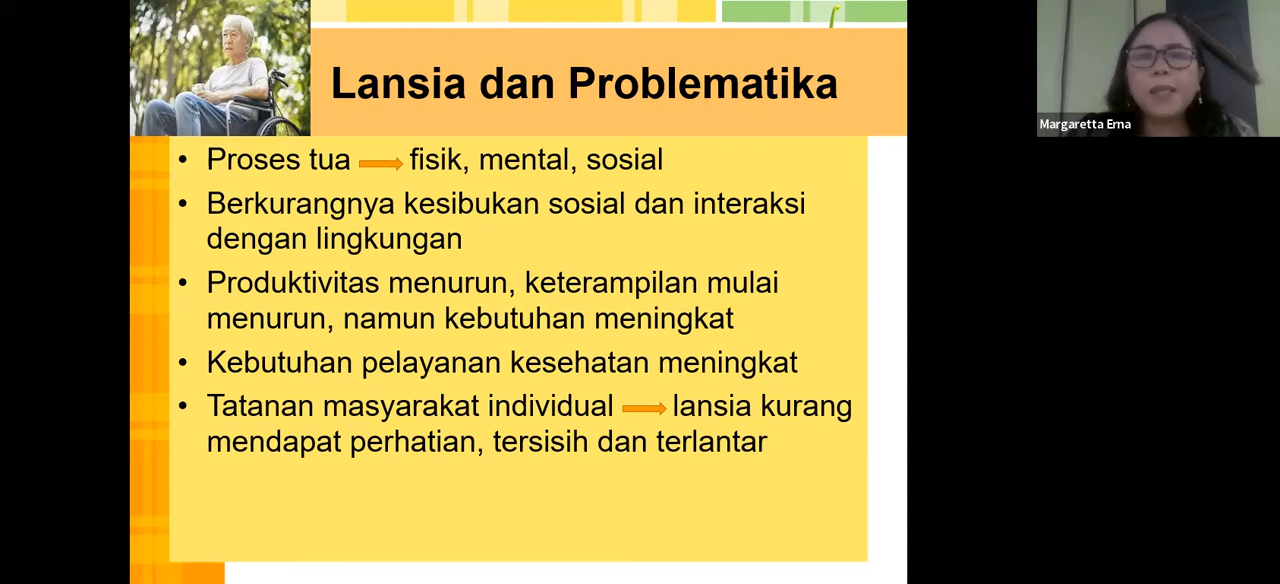 Lansia dan Problematika
Margaretta Erna
• Proses tua → fisik, mental, sosial
• Berkurangnya kesibukan sosial dan interaksi
dengan lingkungan
• Produktivitas menurun, keterampilan mulai
menurun, namun kebutuhan meningkat
• Kebutuhan pelayanan kesehatan meningkat
• Tatanan masyarakat individual → lansia kurang
mendapat perhatian, tersisih dan terlantar